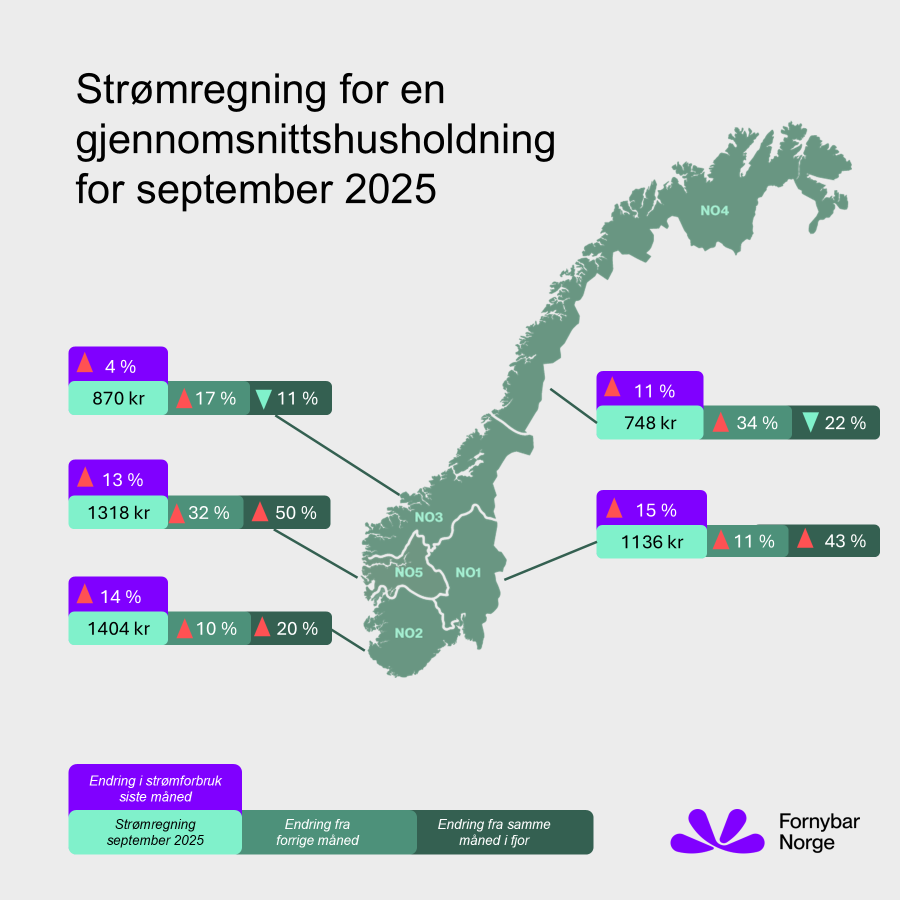 Strømregning for en
gjennomsnittshusholdning
for september 2025
NO4
4 %
870 kr 17 % 11 %
11 %
748 kr 34 % 22 %
13 %
1318 kr 32 % 50 %
15 %
1136 kr 11 % 43 %
14 %
1404 kr 10 % 20 %
NO3
NO5 NO1
NO2
Endring i strømforbruk
siste måned
Strømregning
september 2025
Endring fra
forrige måned
Endring fra samme
måned i fjor
Fornybar
Norge